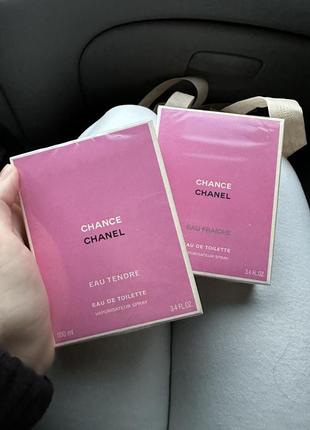 CHANCE
CHANEL
EAU TENDRE
EAU DE TOILETTE
VAPORISATEUR SPRAY
100 ml
3.4 FL. OZ.
CHANCE
CHANEL
EAU FRAÎCHE
EAU DE TOILETTE
VAPORISATEUR SPRAY
3.4 FL. OZ.